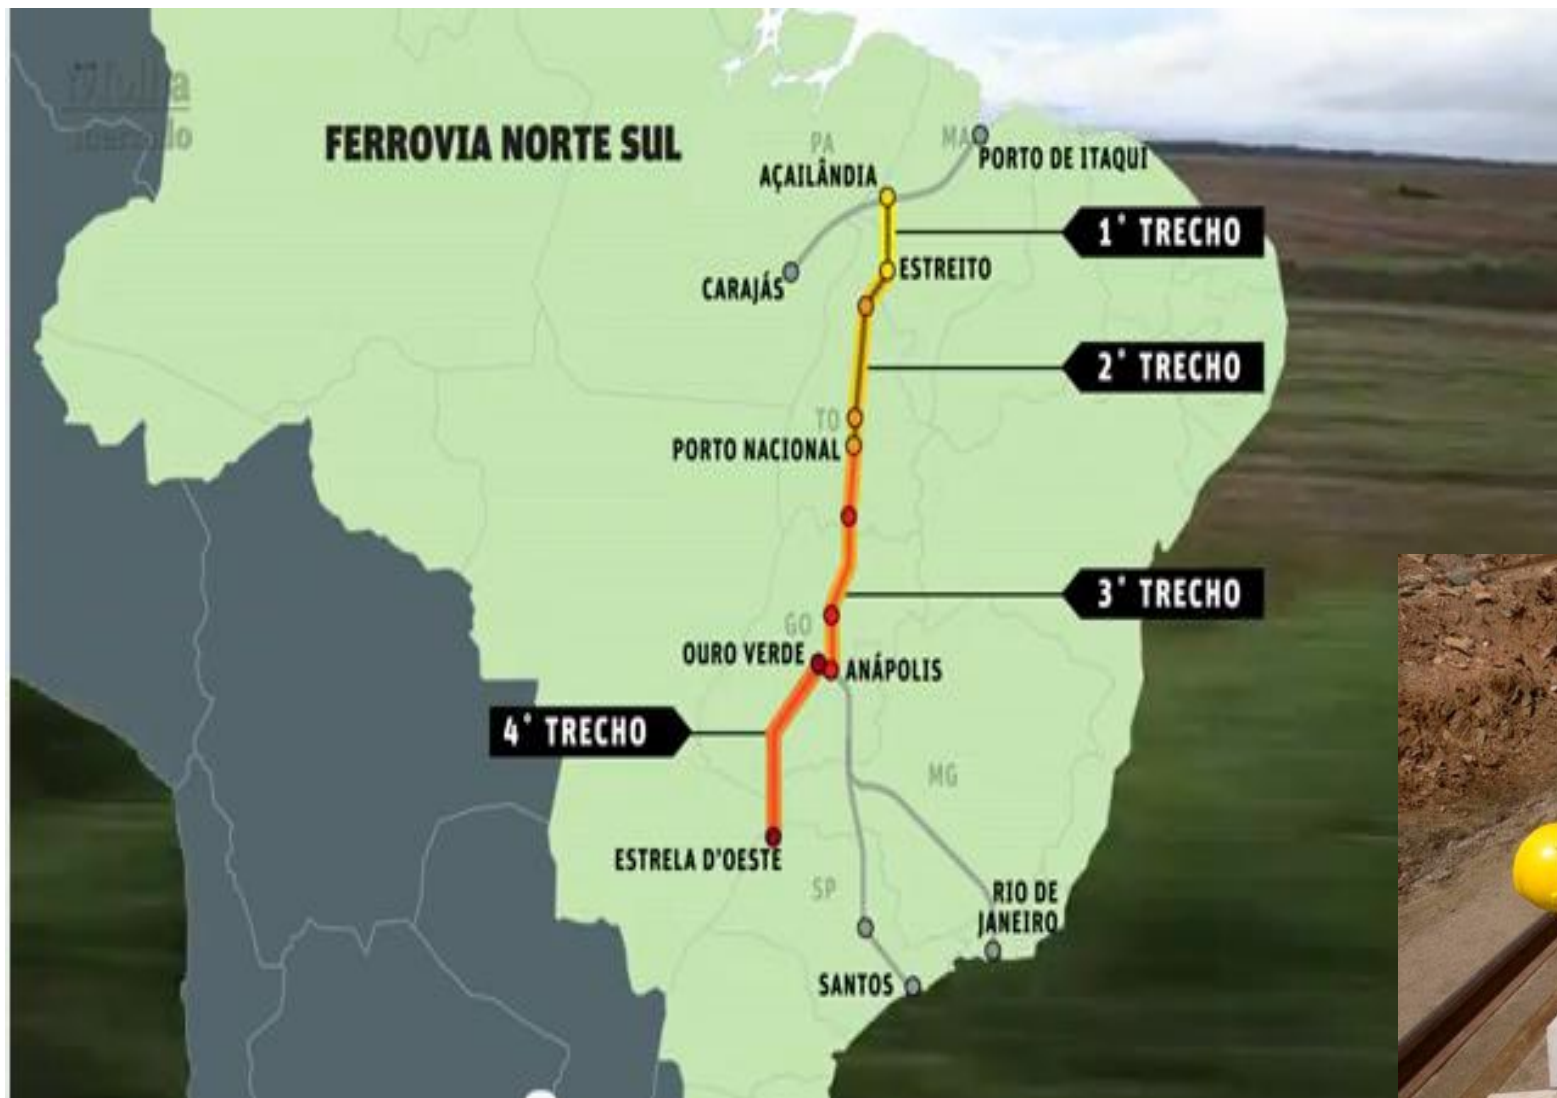 FERROVIA NORTE SUL
PA
MA
PORTO DE ITAQUI
AÇAILÂNDIA
1° TRECHO
ESTREITO
CARAJÁS
2° TRECHO
TO
PORTO NACIONAL
3° TRECHO
GO
OURO VERDE
ANÁPOLIS
4° TRECHO
MG
ESTRELA D'OESTE
SP
RIO DE
JANEIRO
SANTOS